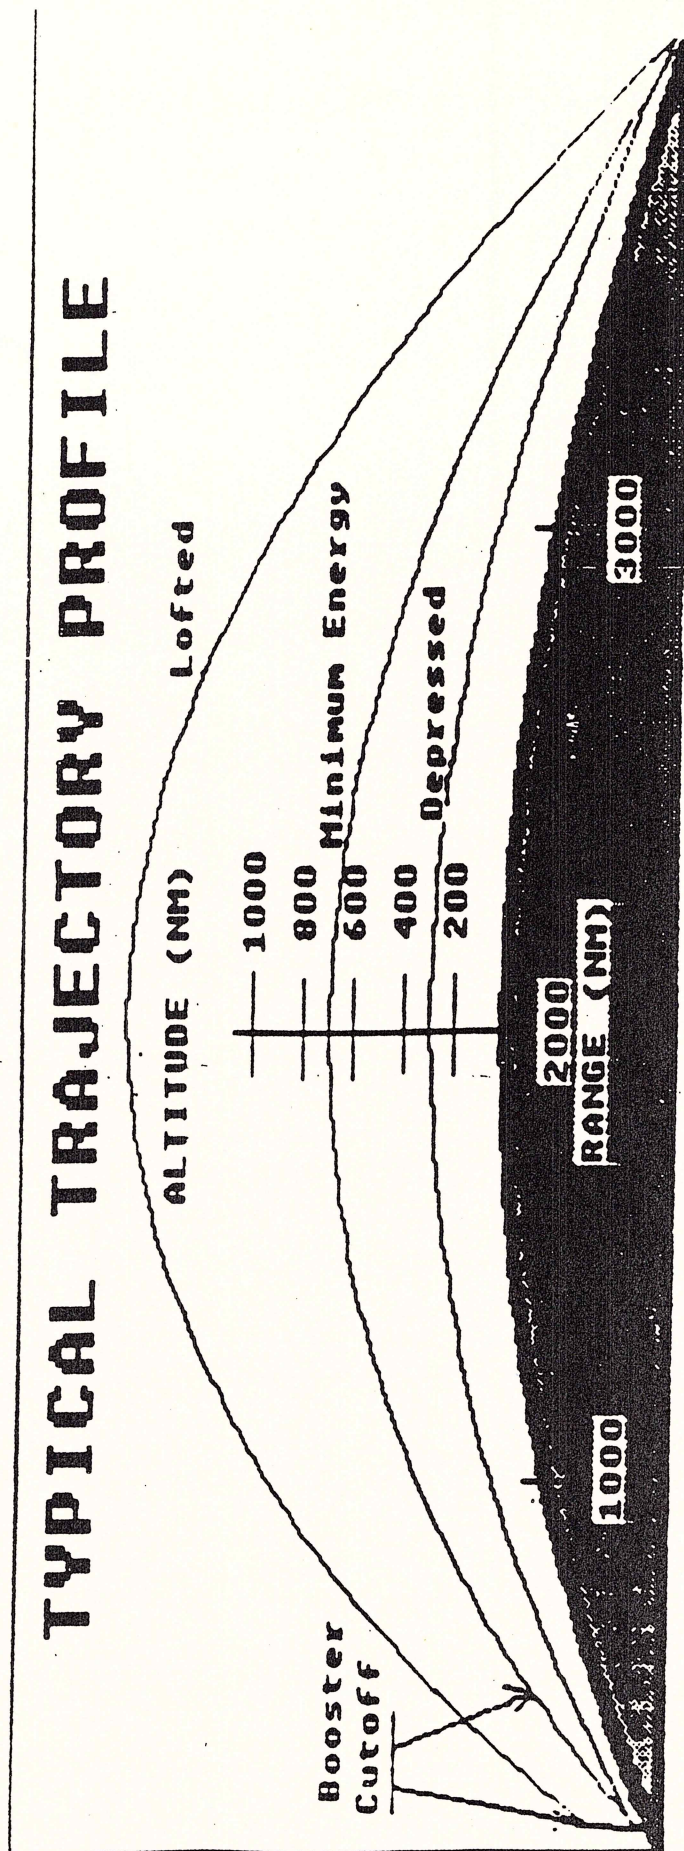 TYPICAL TRAJECTORY PROFILE
Lofted
Minimum Energy
Depressed
ALTITUDE (NM)
1000
800
600
400
200
Booster
Cutoff
1000
2000
3000
RANGE (NM)